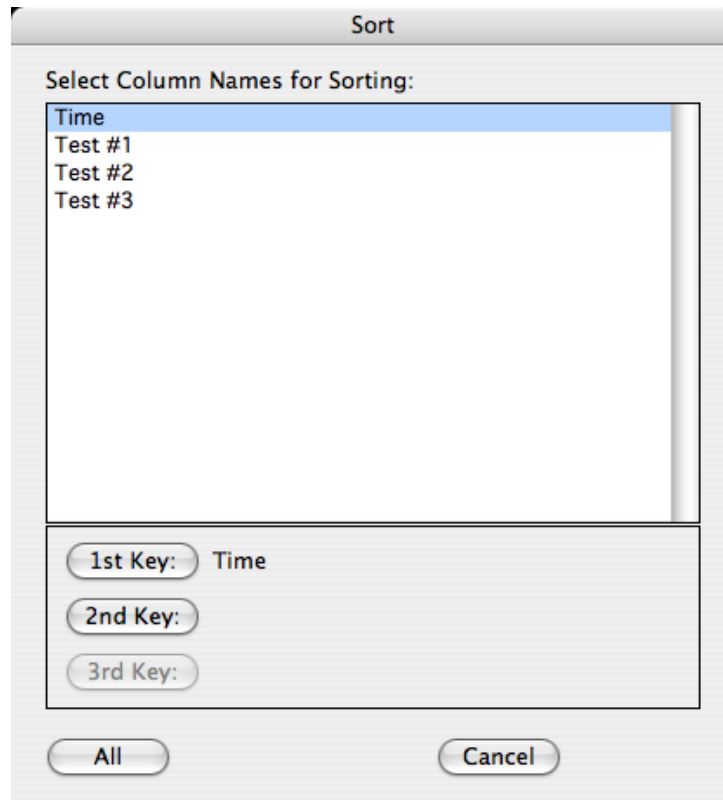 Sort
Select Column Names for Sorting:
Time
Test #1
Test #2
Test #3
1st Key: Time
2nd Key:
3rd Key:
All Cancel